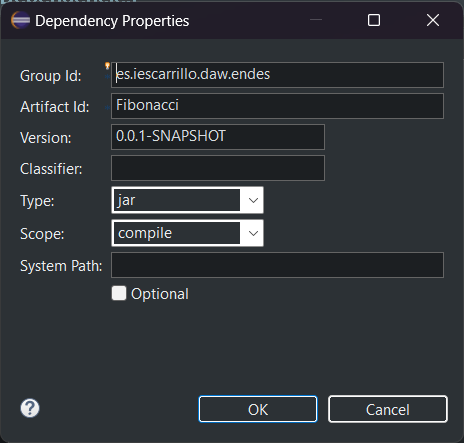 Dependency Properties
Group Id: es.iescarrillo.daw.endes
Artifact Id: Fibonacci
Version: 0.0.1-SNAPSHOT
Classifier:
Type: jar
Scope: compile
System Path:
Optional
? OK Cancel